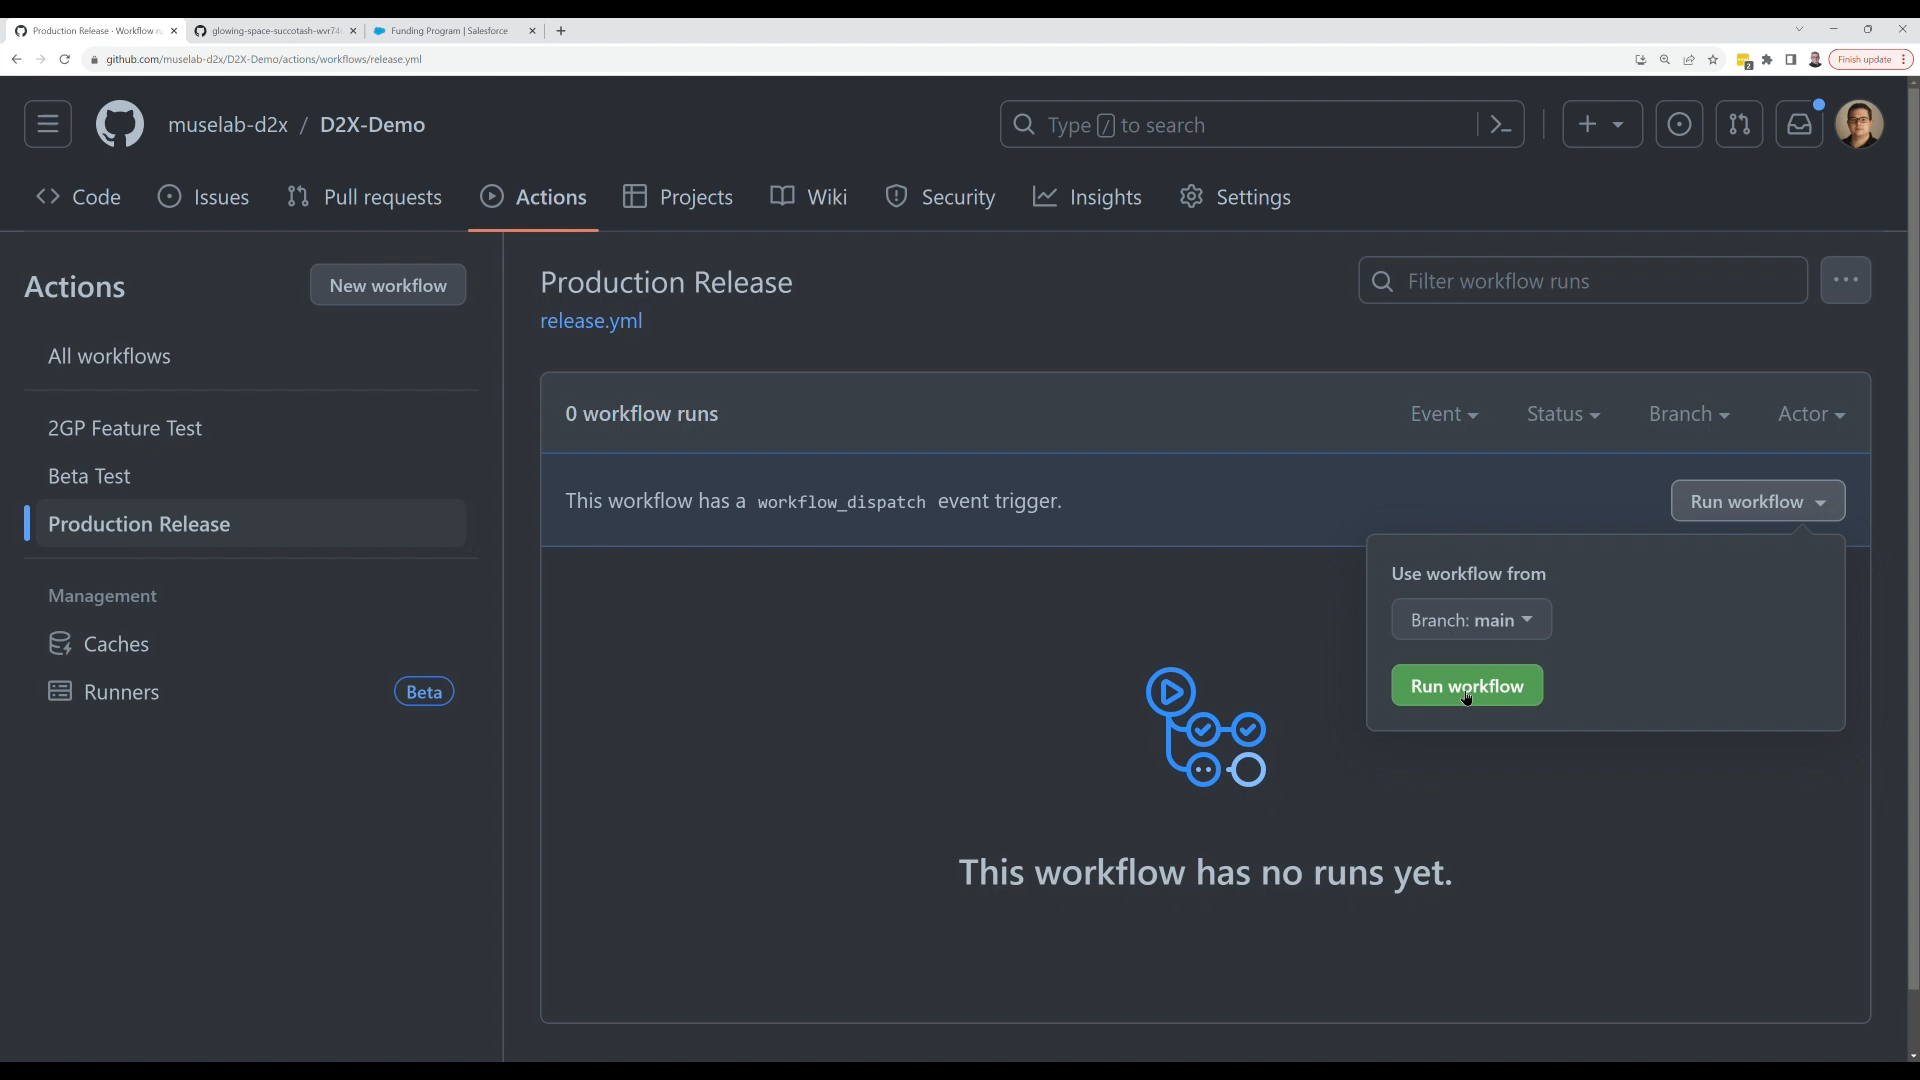 Production Release · Workflow ru
glowing-space-succotash-wvr74
Funding Program | Salesforce
github.com/muselab-d2x/D2X-Demo/actions/workflows/release.yml
2
Finish update
muselab-d2x / D2X-Demo
Type / to search
Code
Issues
Pull requests
Actions
Projects
Wiki
Security
Insights
Settings
Actions
New workflow
All workflows
2GP Feature Test
Beta Test
Production Release
Management
Caches
Runners
Beta
Production Release
release.yml
Filter workflow runs
0 workflow runs
Event
Status
Branch
Actor
This workflow has a workflow_dispatch event trigger.
Run workflow
Use workflow from
Branch: main
Run workflow
This workflow has no runs yet.